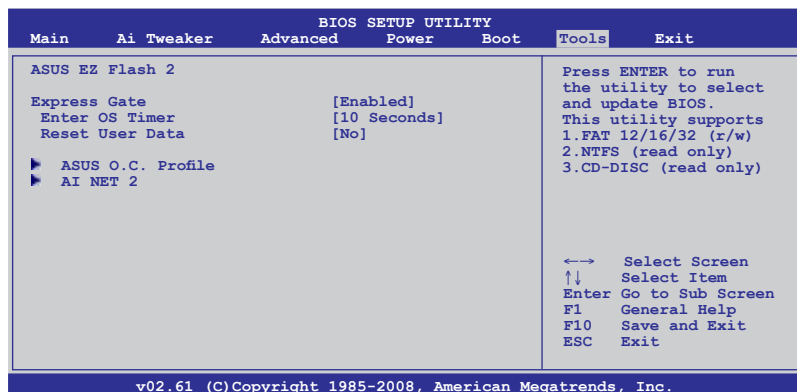 BIOS SETUP UTILITY
Main Ai Tweaker Advanced Power Boot Tools Exit
ASUS EZ Flash 2
Express Gate [Enabled]
Enter OS Timer [10 Seconds]
Reset User Data [No]
ASUS O.C. Profile
AI NET 2
Press ENTER to run
the utility to select
and update BIOS.
This utility supports
1.FAT 12/16/32 (r/w)
2.NTFS (read only)
3.CD-DISC (read only)
←→ Select Screen
↑↓ Select Item
Enter Go to Sub Screen
F1 General Help
F10 Save and Exit
ESC Exit
v02.61 (C)Copyright 1985-2008, American Megatrends, Inc.